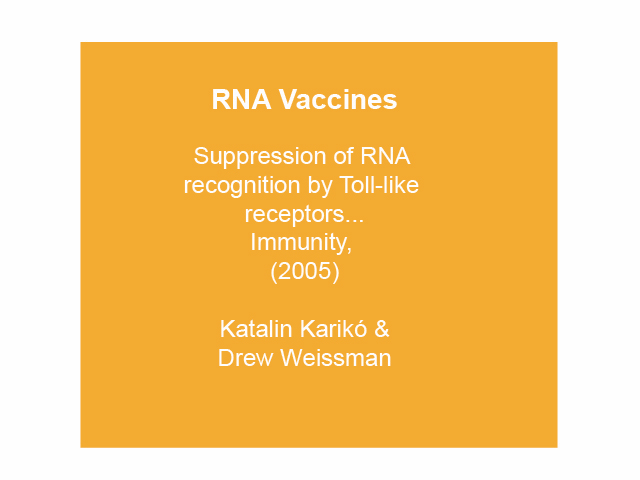 RNA Vaccines
Suppression of RNA
recognition by Toll-like
receptors...
Immunity,
(2005)
Katalin Karikó &
Drew Weissman